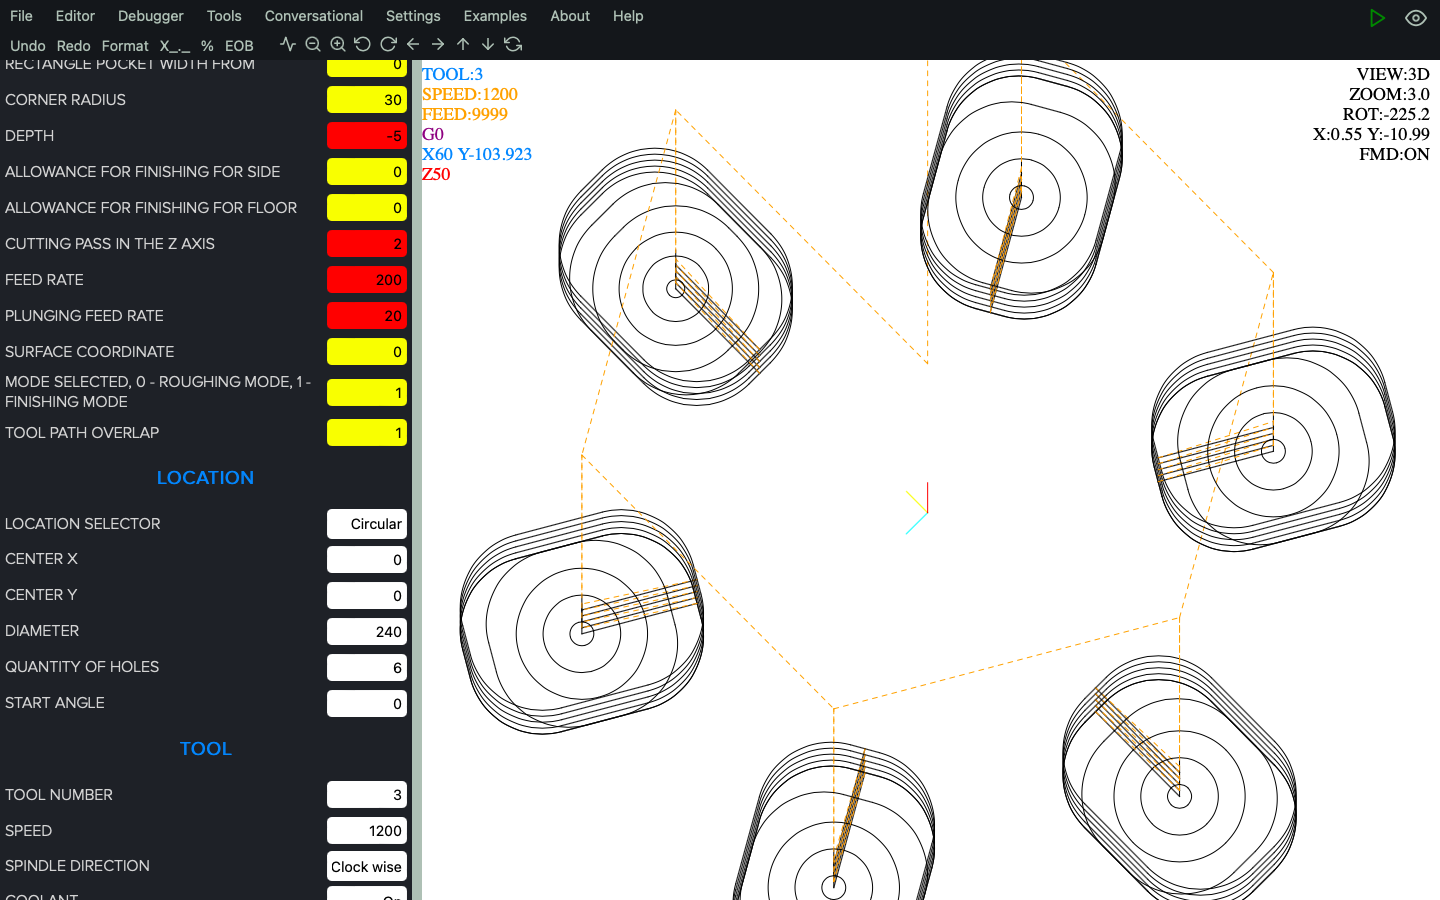 File Editor Debugger Tools Conversational Settings Examples About Help
Undo Redo Format X_._ % EOB
RECTANGLE POCKET WIDTH FROM 0
CORNER RADIUS 30
DEPTH -5
ALLOWANCE FOR FINISHING FOR SIDE 0
ALLOWANCE FOR FINISHING FOR FLOOR 0
CUTTING PASS IN THE Z AXIS 2
FEED RATE 200
PLUNGING FEED RATE 20
SURFACE COORDINATE 0
MODE SELECTED, 0 - ROUGHING MODE, 1 -
FINISHING MODE 1
TOOL PATH OVERLAP 1
LOCATION
LOCATION SELECTOR Circular
CENTER X 0
CENTER Y 0
DIAMETER 240
QUANTITY OF HOLES 6
START ANGLE 0
TOOL
TOOL NUMBER 3
SPEED 1200
SPINDLE DIRECTION Clock wise
COOLANT On
TOOL:3
SPEED:1200
FEED:9999
G0
X60 Y-103.923
Z50
VIEW:3D
ZOOM:3.0
ROT:-225.2
X:0.55 Y:-10.99
FMD:ON